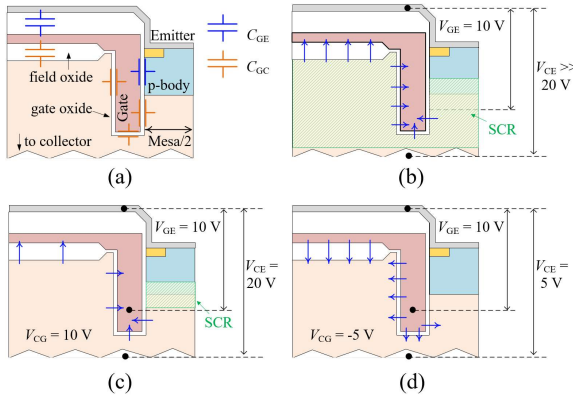 Emitter
C_GE
C_GC
field oxide
p-body
gate oxide
Gate
to collector
Mesa/2
(a)
V_GE = 10 V
V_CE >>
20 V
SCR
(b)
V_GE = 10 V
V_CE =
20 V
SCR
V_CG = 10 V
(c)
V_GE = 10 V
V_CE =
5 V
V_CG = -5 V
(d)